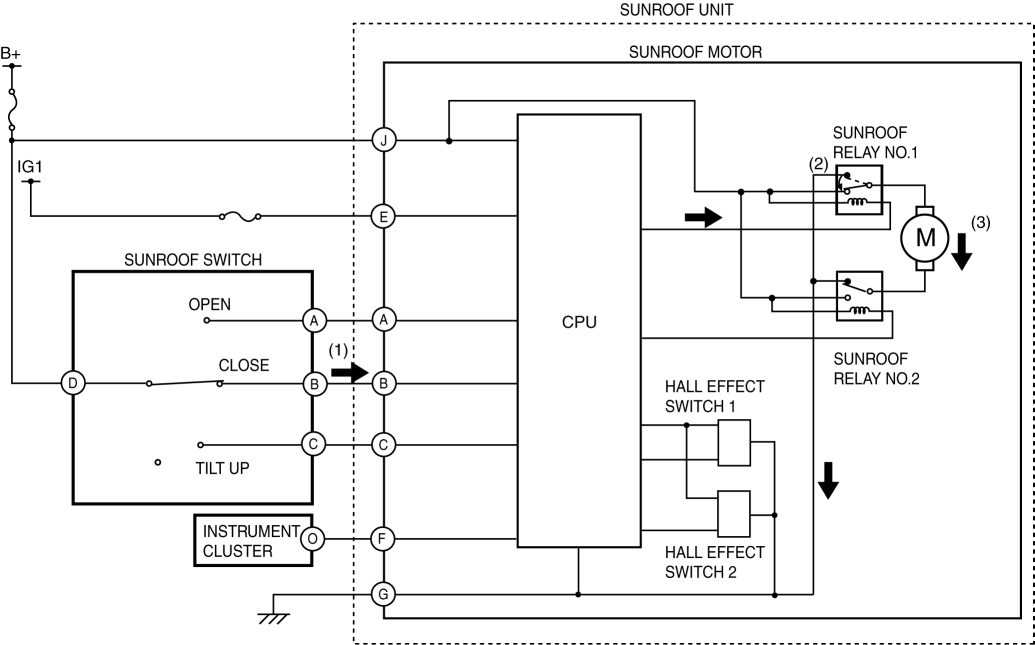 SUNROOF UNIT
SUNROOF MOTOR
B+
J
IG1
E
SUNROOF SWITCH
OPEN
A
A
CLOSE
(1)
D
B
B
C
C
TILT UP
INSTRUMENT
CLUSTER
O
F
G
CPU
SUNROOF
RELAY NO.1
(2)
M
(3)
SUNROOF
RELAY NO.2
HALL EFFECT
SWITCH 1
HALL EFFECT
SWITCH 2